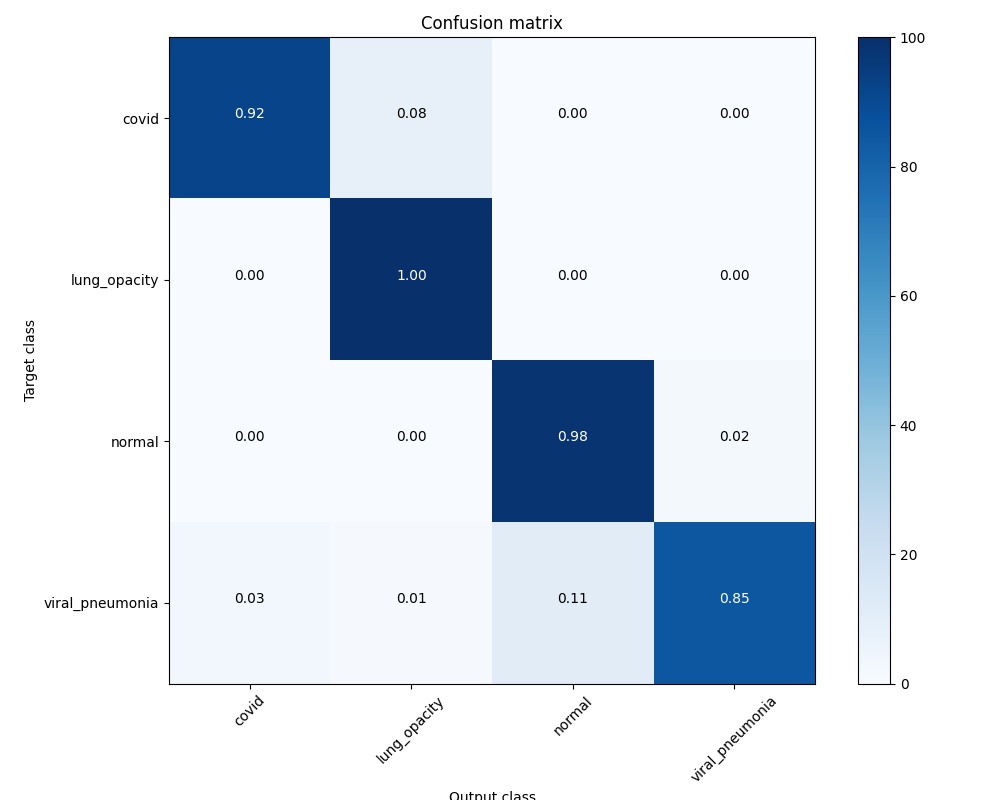 Confusion matrix
covid
0.92
0.08
0.00
0.00
lung_opacity
0.00
1.00
0.00
0.00
normal
0.00
0.00
0.98
0.02
viral_pneumonia
0.03
0.01
0.11
0.85
Target class
covid
lung_opacity
normal
viral_pneumonia
Output class
100
80
60
40
20
0